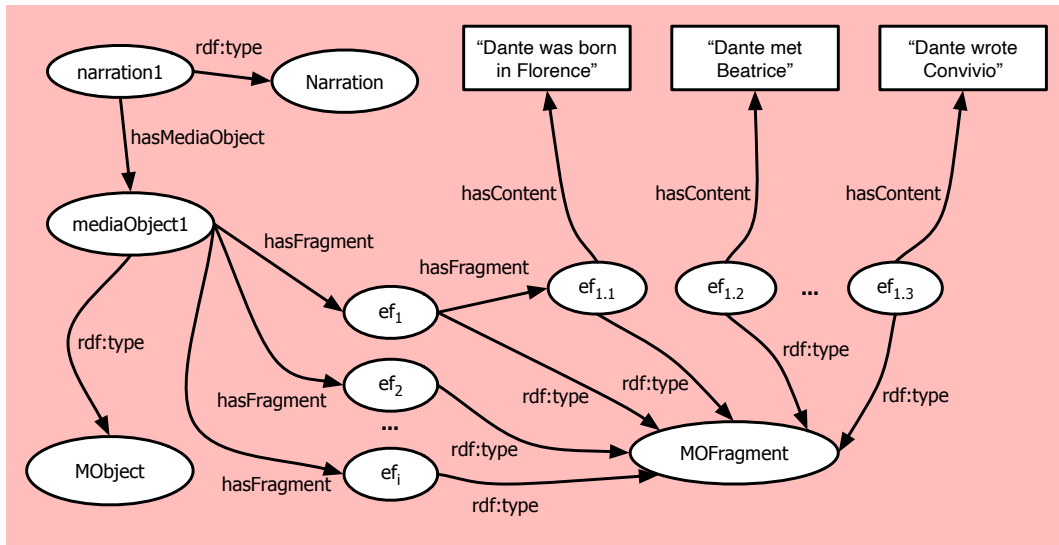 narration1
rdf:type
Narration
“Dante was born
in Florence”
“Dante met
Beatrice”
“Dante wrote
Convivio”
hasMediaObject
hasContent
hasContent
hasContent
mediaObject1
hasFragment
hasFragment
ef1
ef1.1
ef1.2
...
ef1.3
rdf:type
hasFragment
ef2
...
rdf:type
rdf:type
rdf:type
rdf:type
rdf:type
MObject
hasFragment
efi
rdf:type
MOFragment